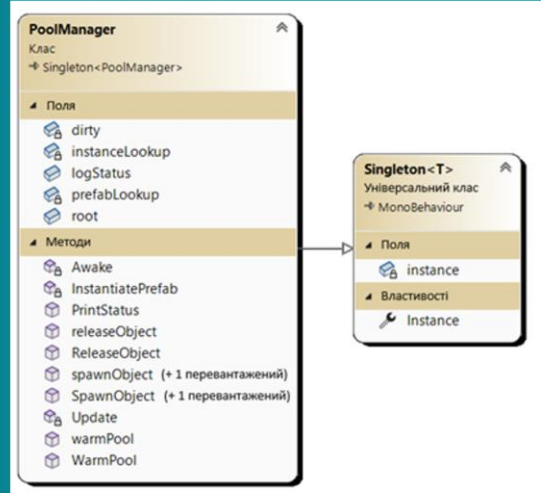 PoolManager
Клас
Singleton<PoolManager>
Поля
dirty
instanceLookup
logStatus
prefabLookup
root
Методи
Awake
InstantiatePrefab
PrintStatus
releaseObject
ReleaseObject
spawnObject (+ 1 перевантажений)
SpawnObject (+ 1 перевантажений)
Update
warmPool
WarmPool
Singleton<T>
Універсальний клас
MonoBehaviour
Поля
instance
Властивості
Instance